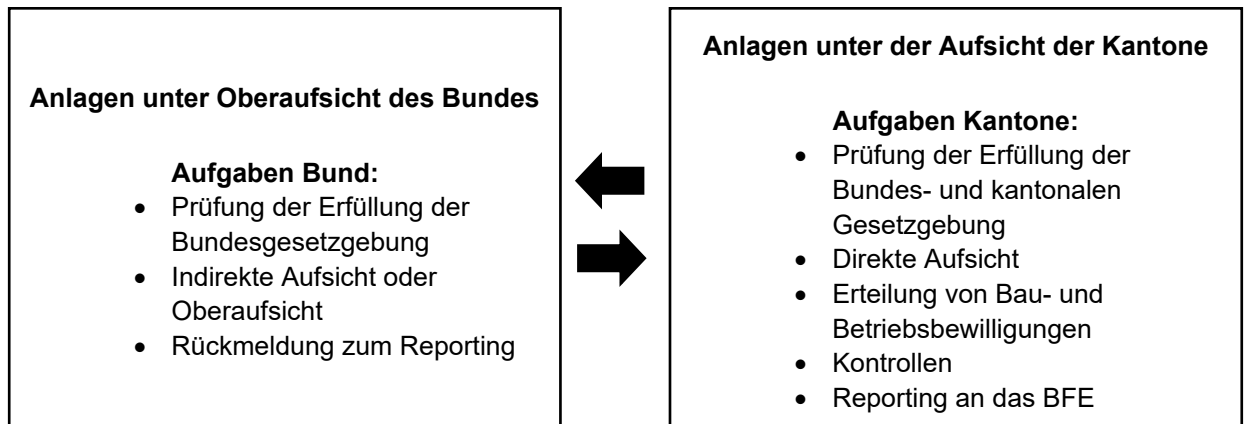 Anlagen unter Oberaufsicht des Bundes
Aufgaben Bund:
• Prüfung der Erfüllung der
Bundesgesetzgebung
• Indirekte Aufsicht oder
Oberaufsicht
• Rückmeldung zum Reporting
Anlagen unter der Aufsicht der Kantone
Aufgaben Kantone:
• Prüfung der Erfüllung der
Bundes- und kantonalen
Gesetzgebung
• Direkte Aufsicht
• Erteilung von Bau- und
Betriebsbewilligungen
• Kontrollen
• Reporting an das BFE